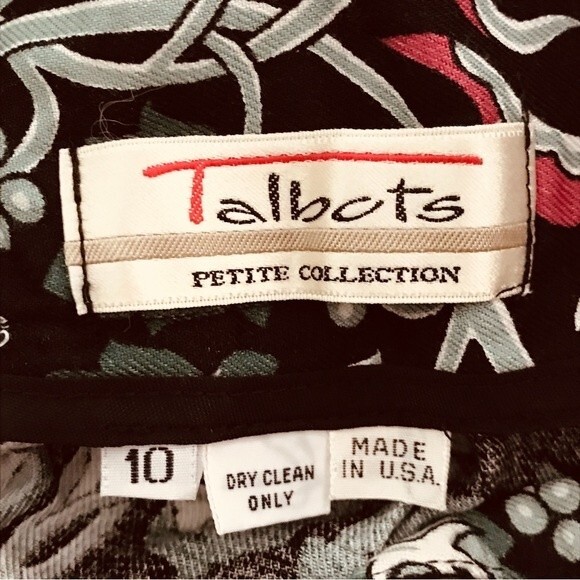 Talbots
PETITE COLLECTION
10
DRY CLEAN
ONLY
MADE
IN U.S.A.